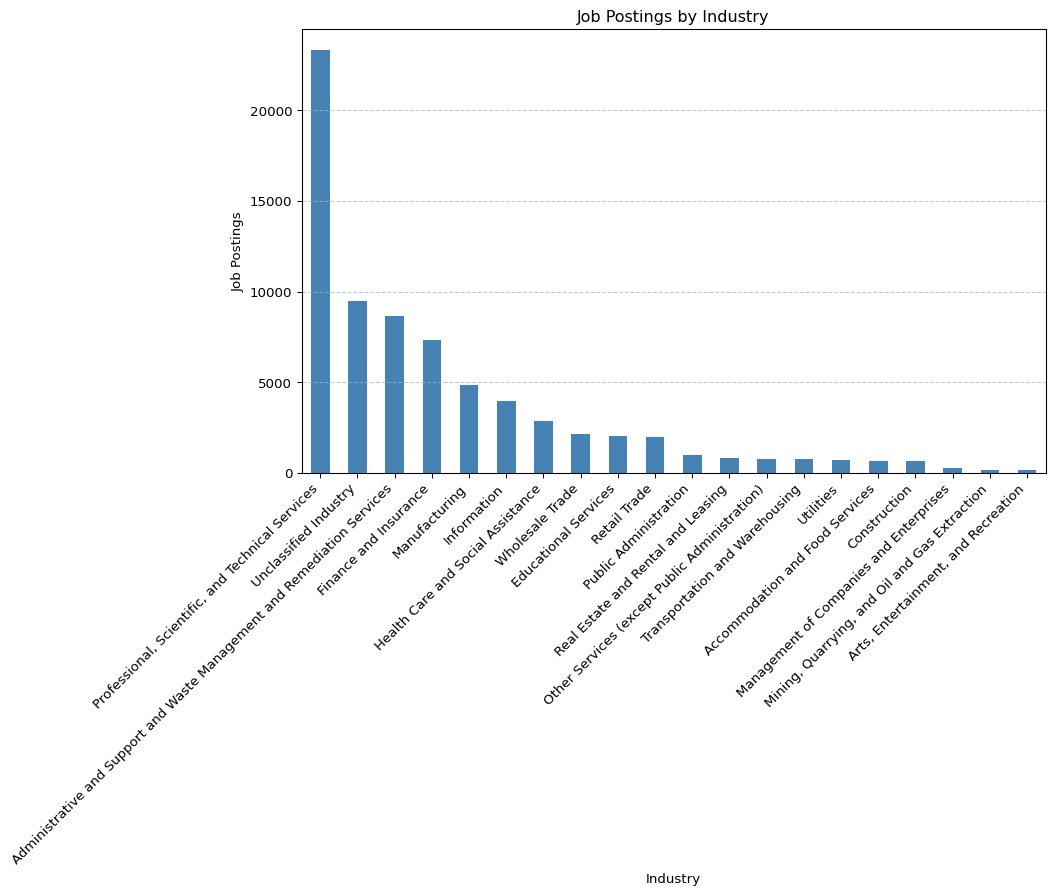 Job Postings by Industry
Job Postings
20000
15000
10000
5000
0
Professional, Scientific, and Technical Services
Unclassified Industry
Administrative and Support and Waste Management and Remediation Services
Finance and Insurance
Manufacturing
Information
Health Care and Social Assistance
Wholesale Trade
Educational Services
Retail Trade
Public Administration
Real Estate and Rental and Leasing
Other Services (except Public Administration)
Transportation and Warehousing
Utilities
Accommodation and Food Services
Construction
Management of Companies and Enterprises
Mining, Quarrying, and Oil and Gas Extraction
Arts, Entertainment, and Recreation
Industry